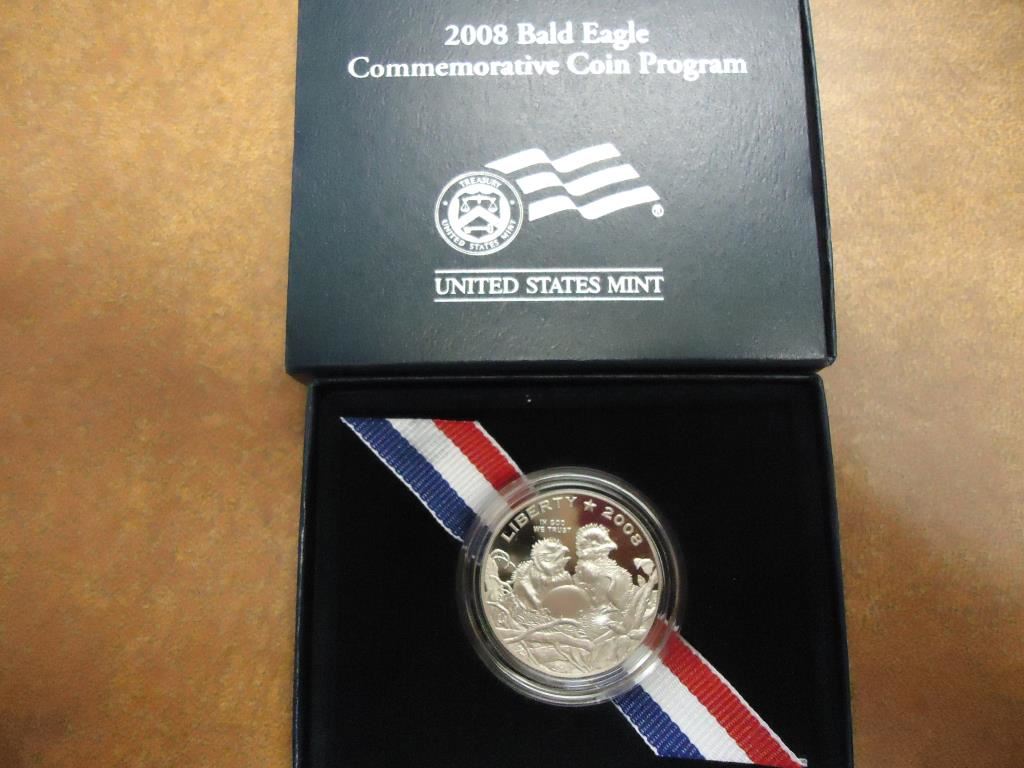 2008 Bald Eagle
Commemorative Coin Program
TREASURY
UNITED STATES MINT
®
UNITED STATES MINT
LIBERTY ★ 2008
IN GOD
WE TRUST